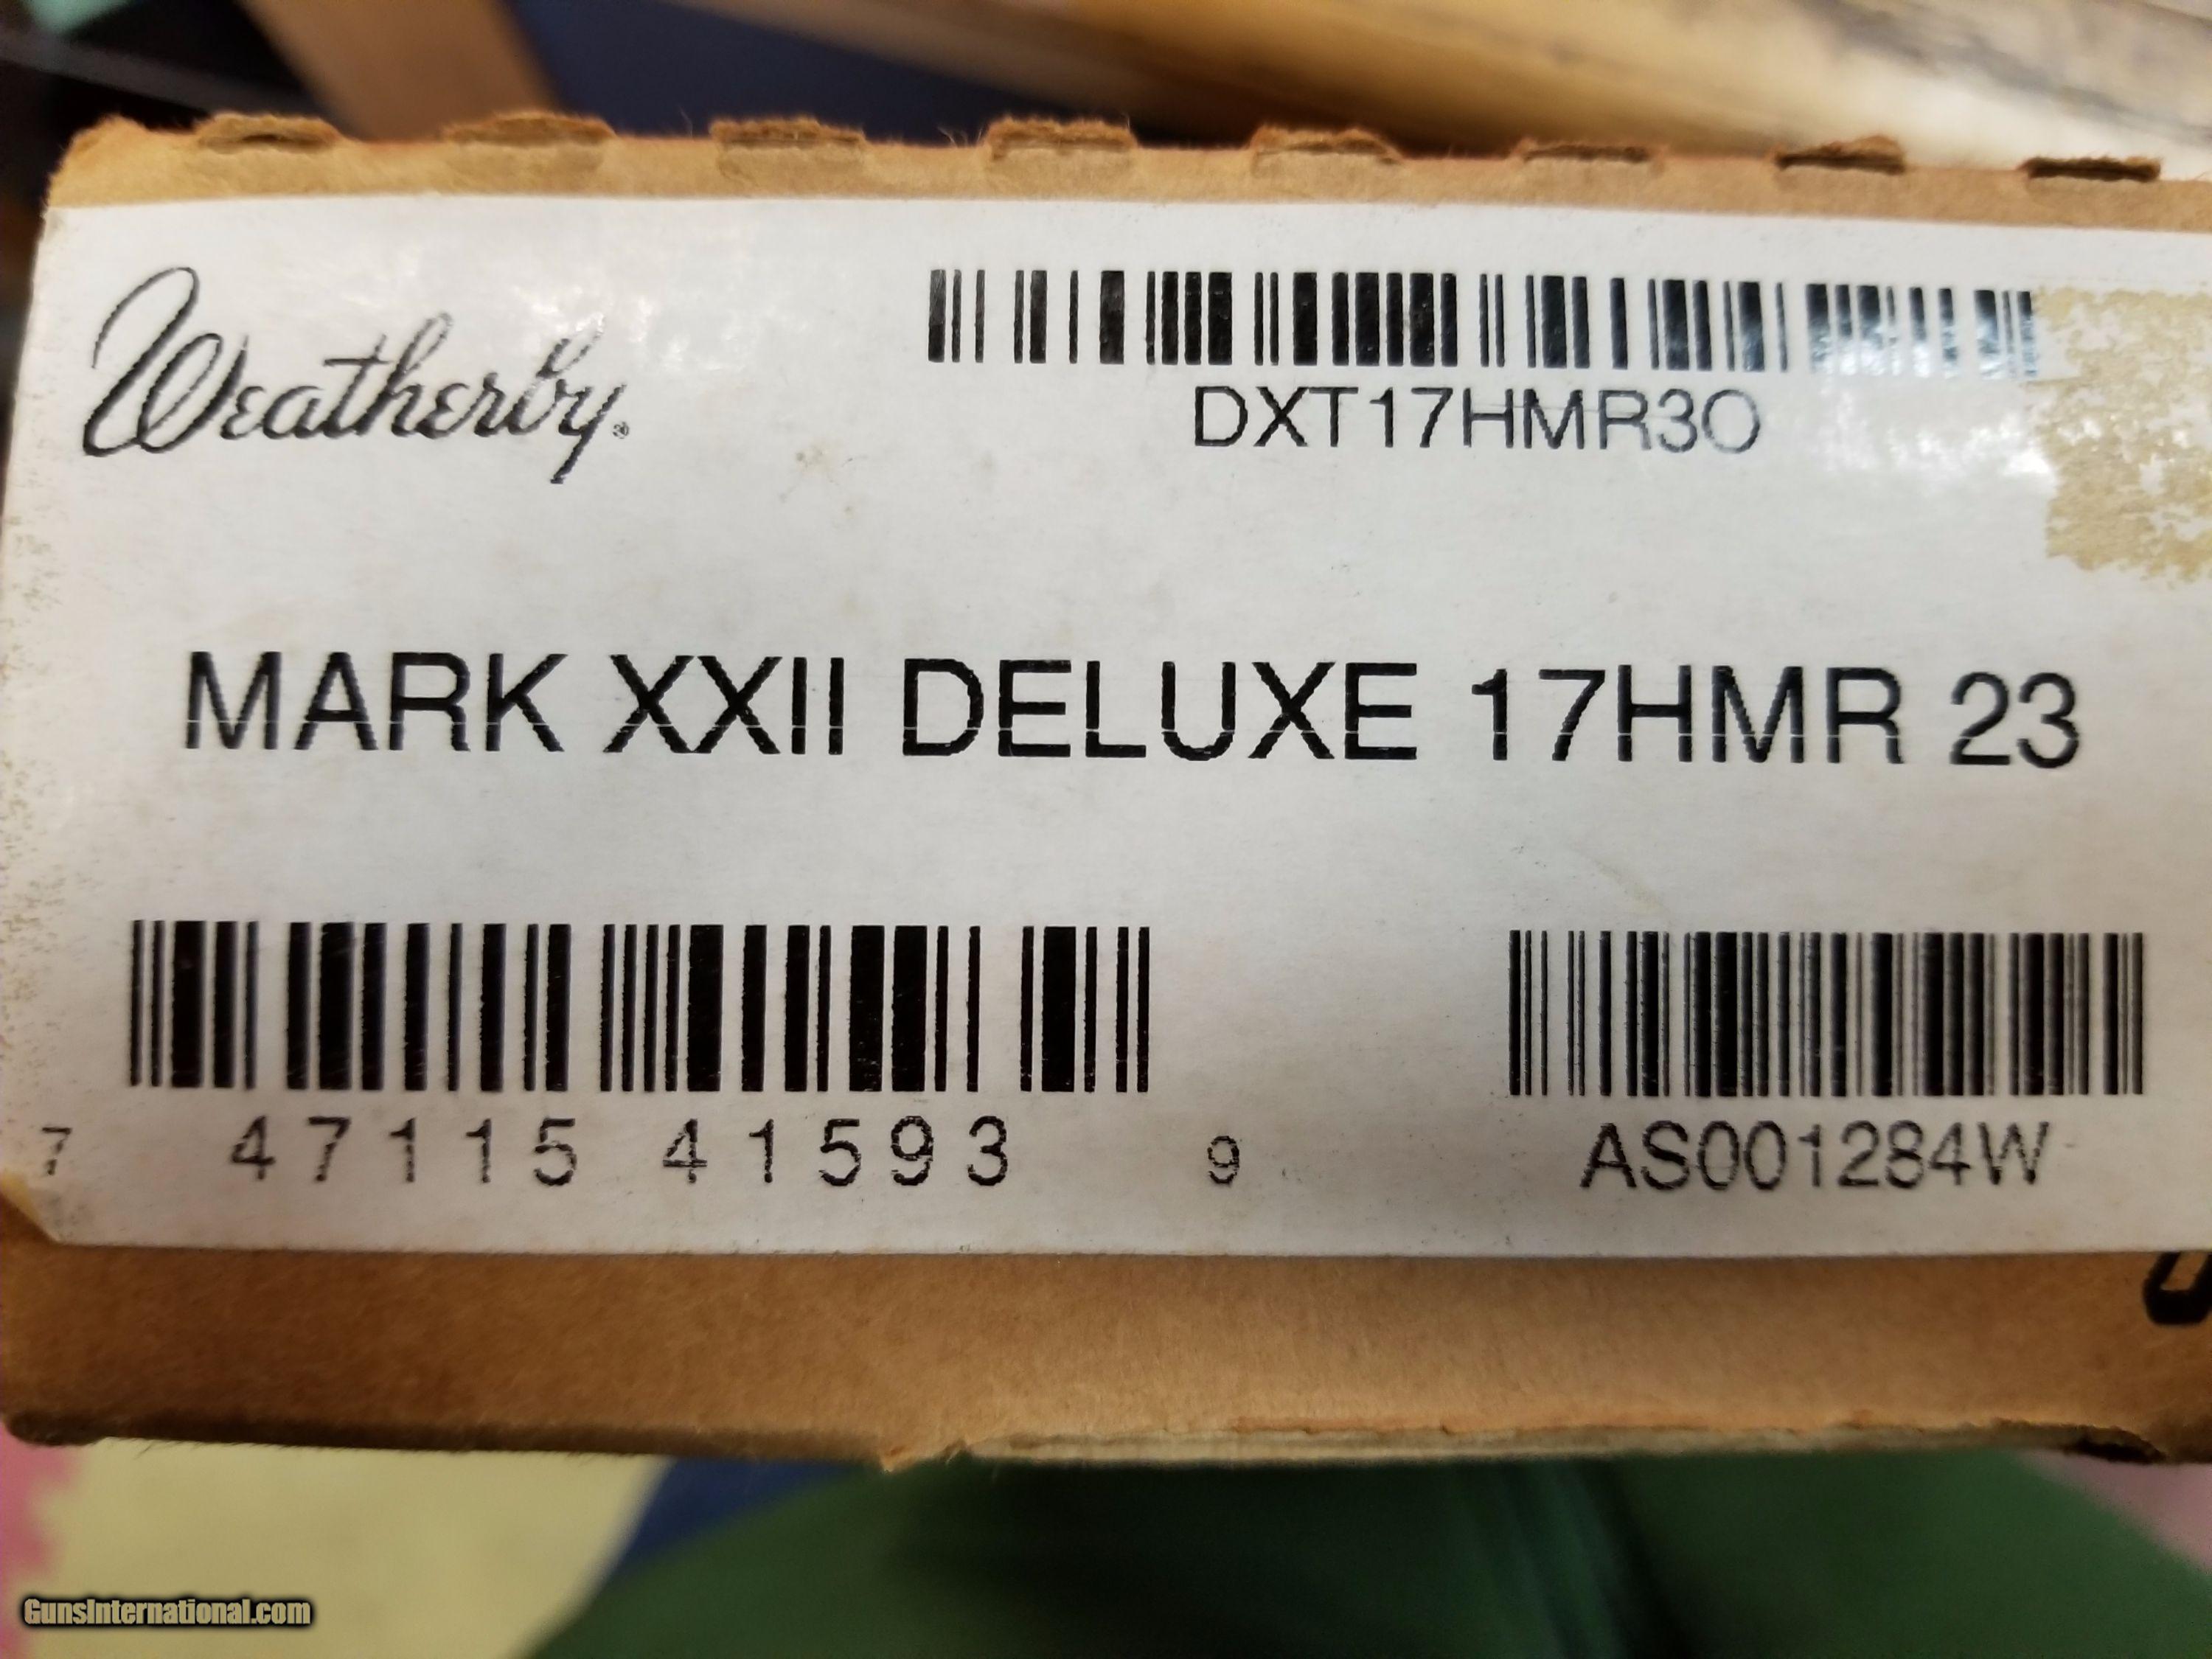 Weatherby®
DXT17HMR3O
MARK XXII DELUXE 17HMR 23
7 47115 41593 9
AS001284W
GunsInternational.com